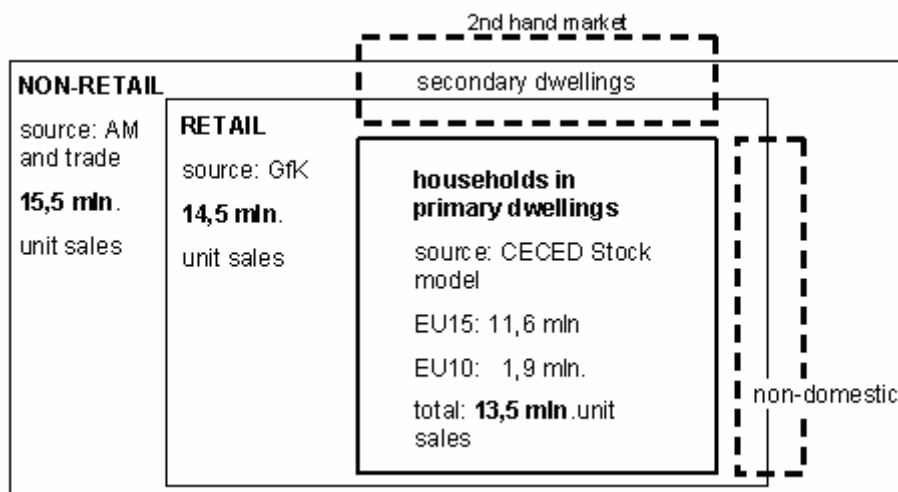 2nd hand market
secondary dwellings
NON-RETAIL
source: AM
and trade
15,5 mln.
unit sales
RETAIL
source: GfK
14,5 mln.
unit sales
households in
primary dwellings
source: CECED Stock
model
EU15: 11,6 mln
EU10: 1,9 mln.
total: 13,5 mln.unit
sales
non-domestic